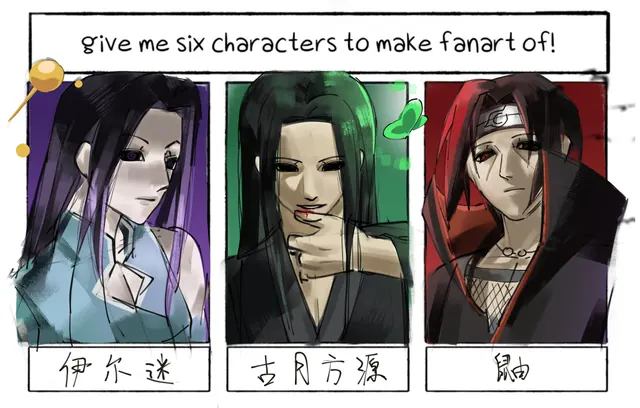 give me six characters to make fanart of!
伊尔迷
古月方源
鼬